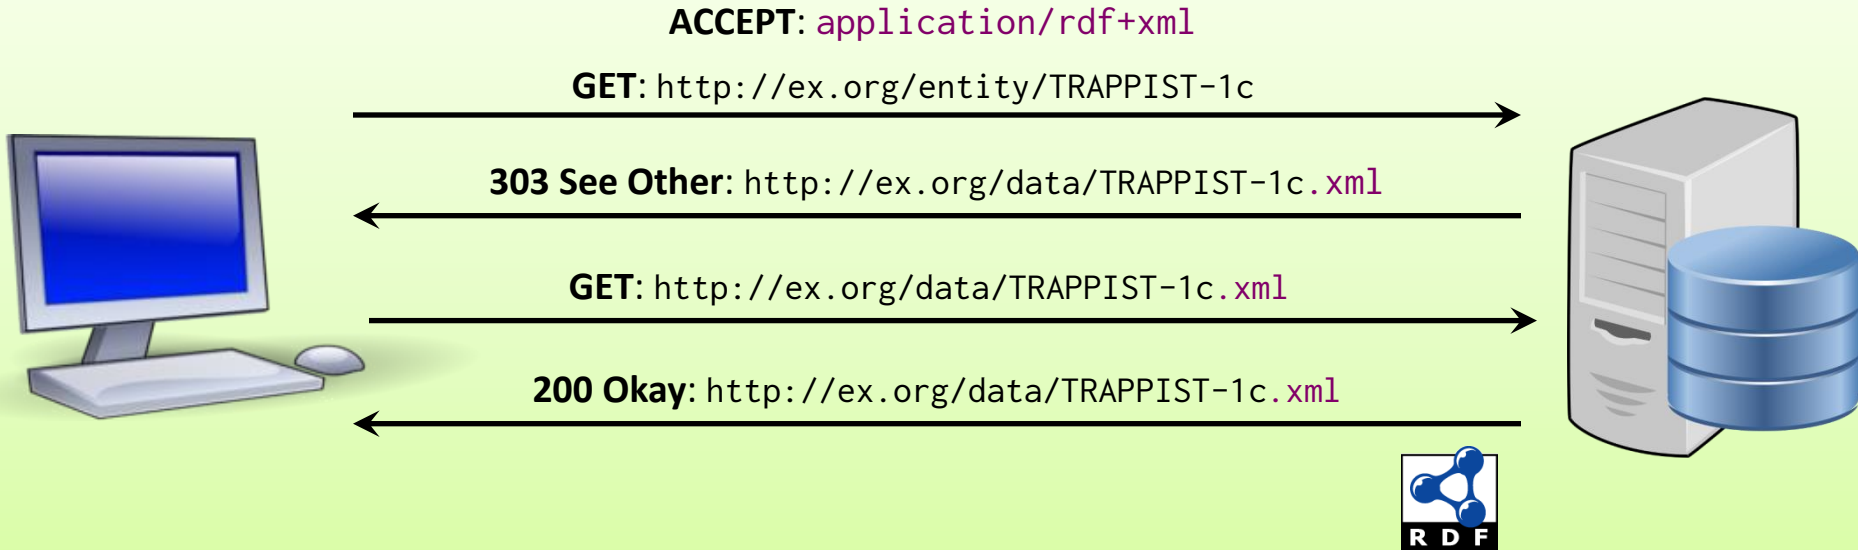 ACCEPT: application/rdf+xml
GET: http://ex.org/entity/TRAPPIST-1c
303 See Other: http://ex.org/data/TRAPPIST-1c.xml
GET: http://ex.org/data/TRAPPIST-1c.xml
200 Okay: http://ex.org/data/TRAPPIST-1c.xml
RDF